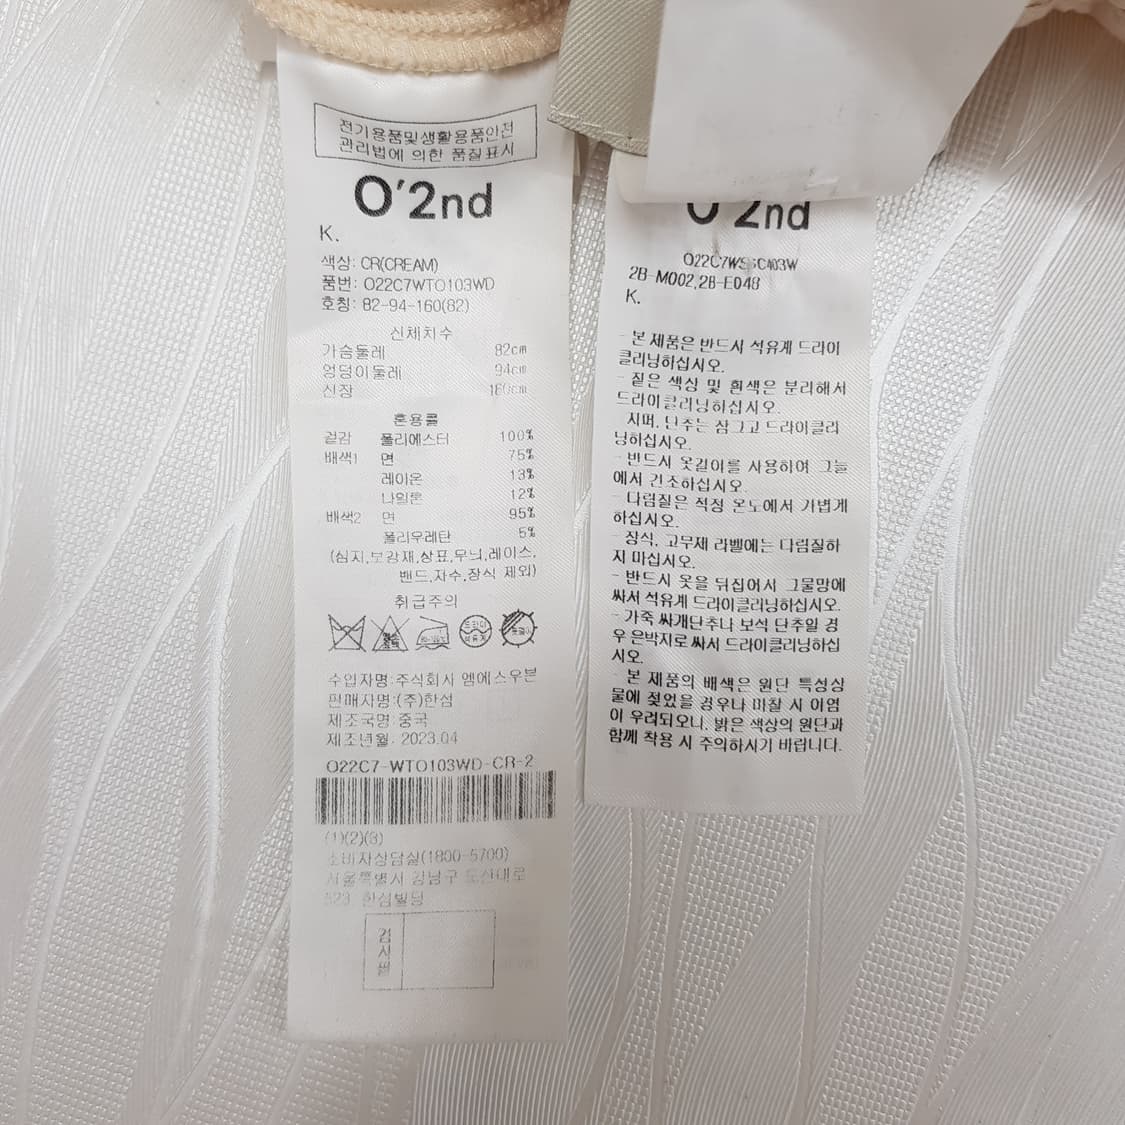 전기용품및생활용품안전
관리법에 의한 품질표시
O'2nd
K.
색상: CR(CREAM)
품번: O22C7WTO103WD
호칭: 82-94-160(82)
신체치수
가슴둘레 82cm
엉덩이둘레 94cm
신장 160cm
혼용률
겉감 폴리에스터 100%
배색1 면 75%
레이온 13%
나일론 12%
배색2 면 95%
폴리우레탄 5%
(심지,보강재,상표,무늬,레이스,
밴드,자수,장식 제외)
취급주의
드라이
석유계
옷걸이
수입자명:주식회사 엠에스우븐
판매자명:(주)한섬
제조국명:중국
제조년월: 2023.04
O22C7-WTO103WD-CR-2
(1)(2)(3)
소비자상담실(1800-5700)
서울특별시 강남구 도산대로
523 한섬빌딩
검사필
O'2nd
2B-M002,2B-E048
K.
- 본 제품은 반드시 석유계 드라이
클리닝하십시오.
- 짙은 색상 및 흰색은 분리해서
드라이클리닝하십시오.
지퍼, 단추는 잠그고 드라이클리
닝하십시오.
- 반드시 옷걸이를 사용하여 그늘
에서 건조하십시오.
- 다림질은 적정 온도에서 가볍게
하십시오.
- 장식, 고무재 라벨에는 다림질하
지 마십시오.
- 반드시 옷을 뒤집어서 그물망에
싸서 석유계 드라이클리닝하십시오.
- 가죽 싸개단추나 보석 단추일 경
우 은박지로 싸서 드라이클리닝하십
시오.
- 본 제품의 배색은 원단 특성상
물에 젖었을 경우나 마찰 시 이염
이 우려되오니, 밝은 색상의 원단과
함께 착용 시 주의하시기 바랍니다.